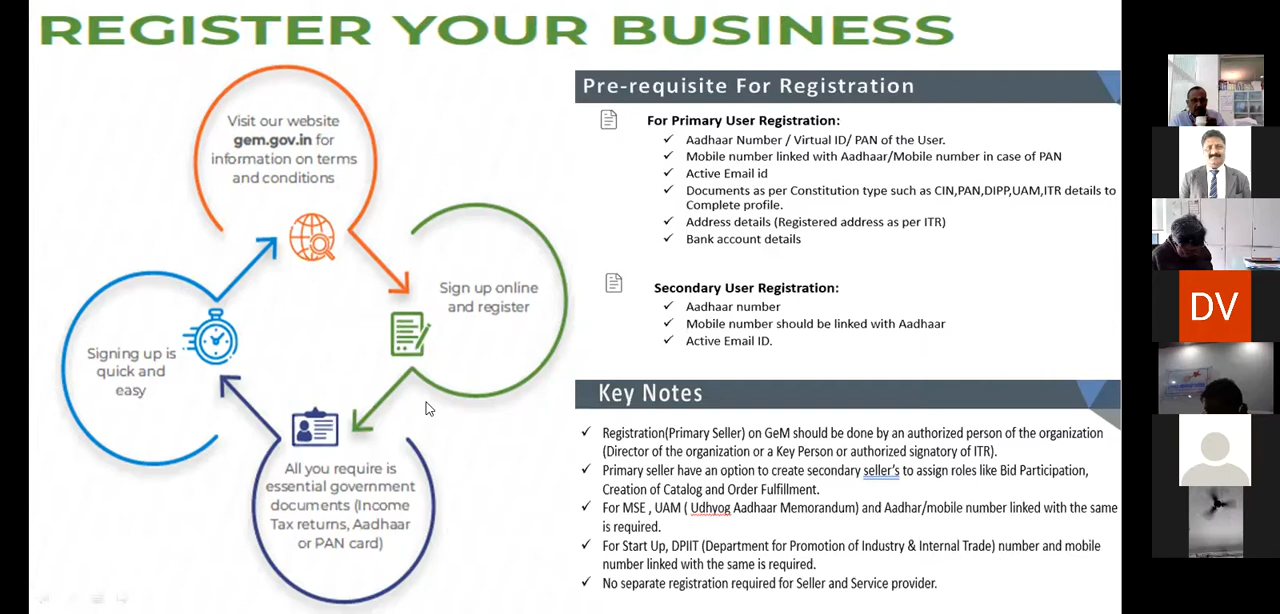 REGISTER YOUR BUSINESS
Visit our website
gem.gov.in for
information on terms
and conditions
Sign up online
and register
Signing up is
quick and
easy
All you require is
essential government
documents (Income
Tax returns, Aadhaar
or PAN card)
Pre-requisite For Registration
For Primary User Registration:
✓ Aadhaar Number / Virtual ID/ PAN of the User.
✓ Mobile number linked with Aadhaar/Mobile number in case of PAN
✓ Active Email id
✓ Documents as per Constitution type such as CIN,PAN,DIPP,UAM,ITR details to
Complete profile.
✓ Address details (Registered address as per ITR)
✓ Bank account details
Secondary User Registration:
✓ Aadhaar number
✓ Mobile number should be linked with Aadhaar
✓ Active Email ID.
Key Notes
✓ Registration(Primary Seller) on GeM should be done by an authorized person of the organization
(Director of the organization or a Key Person or authorized signatory of ITR).
✓ Primary seller have an option to create secondary seller's to assign roles like Bid Participation,
Creation of Catalog and Order Fulfillment.
✓ For MSE , UAM ( Udhyog Aadhaar Memorandum) and Aadhar/mobile number linked with the same
is required.
✓ For Start Up, DPIIT (Department for Promotion of Industry & Internal Trade) number and mobile
number linked with the same is required.
✓ No separate registration required for Seller and Service provider.
DV